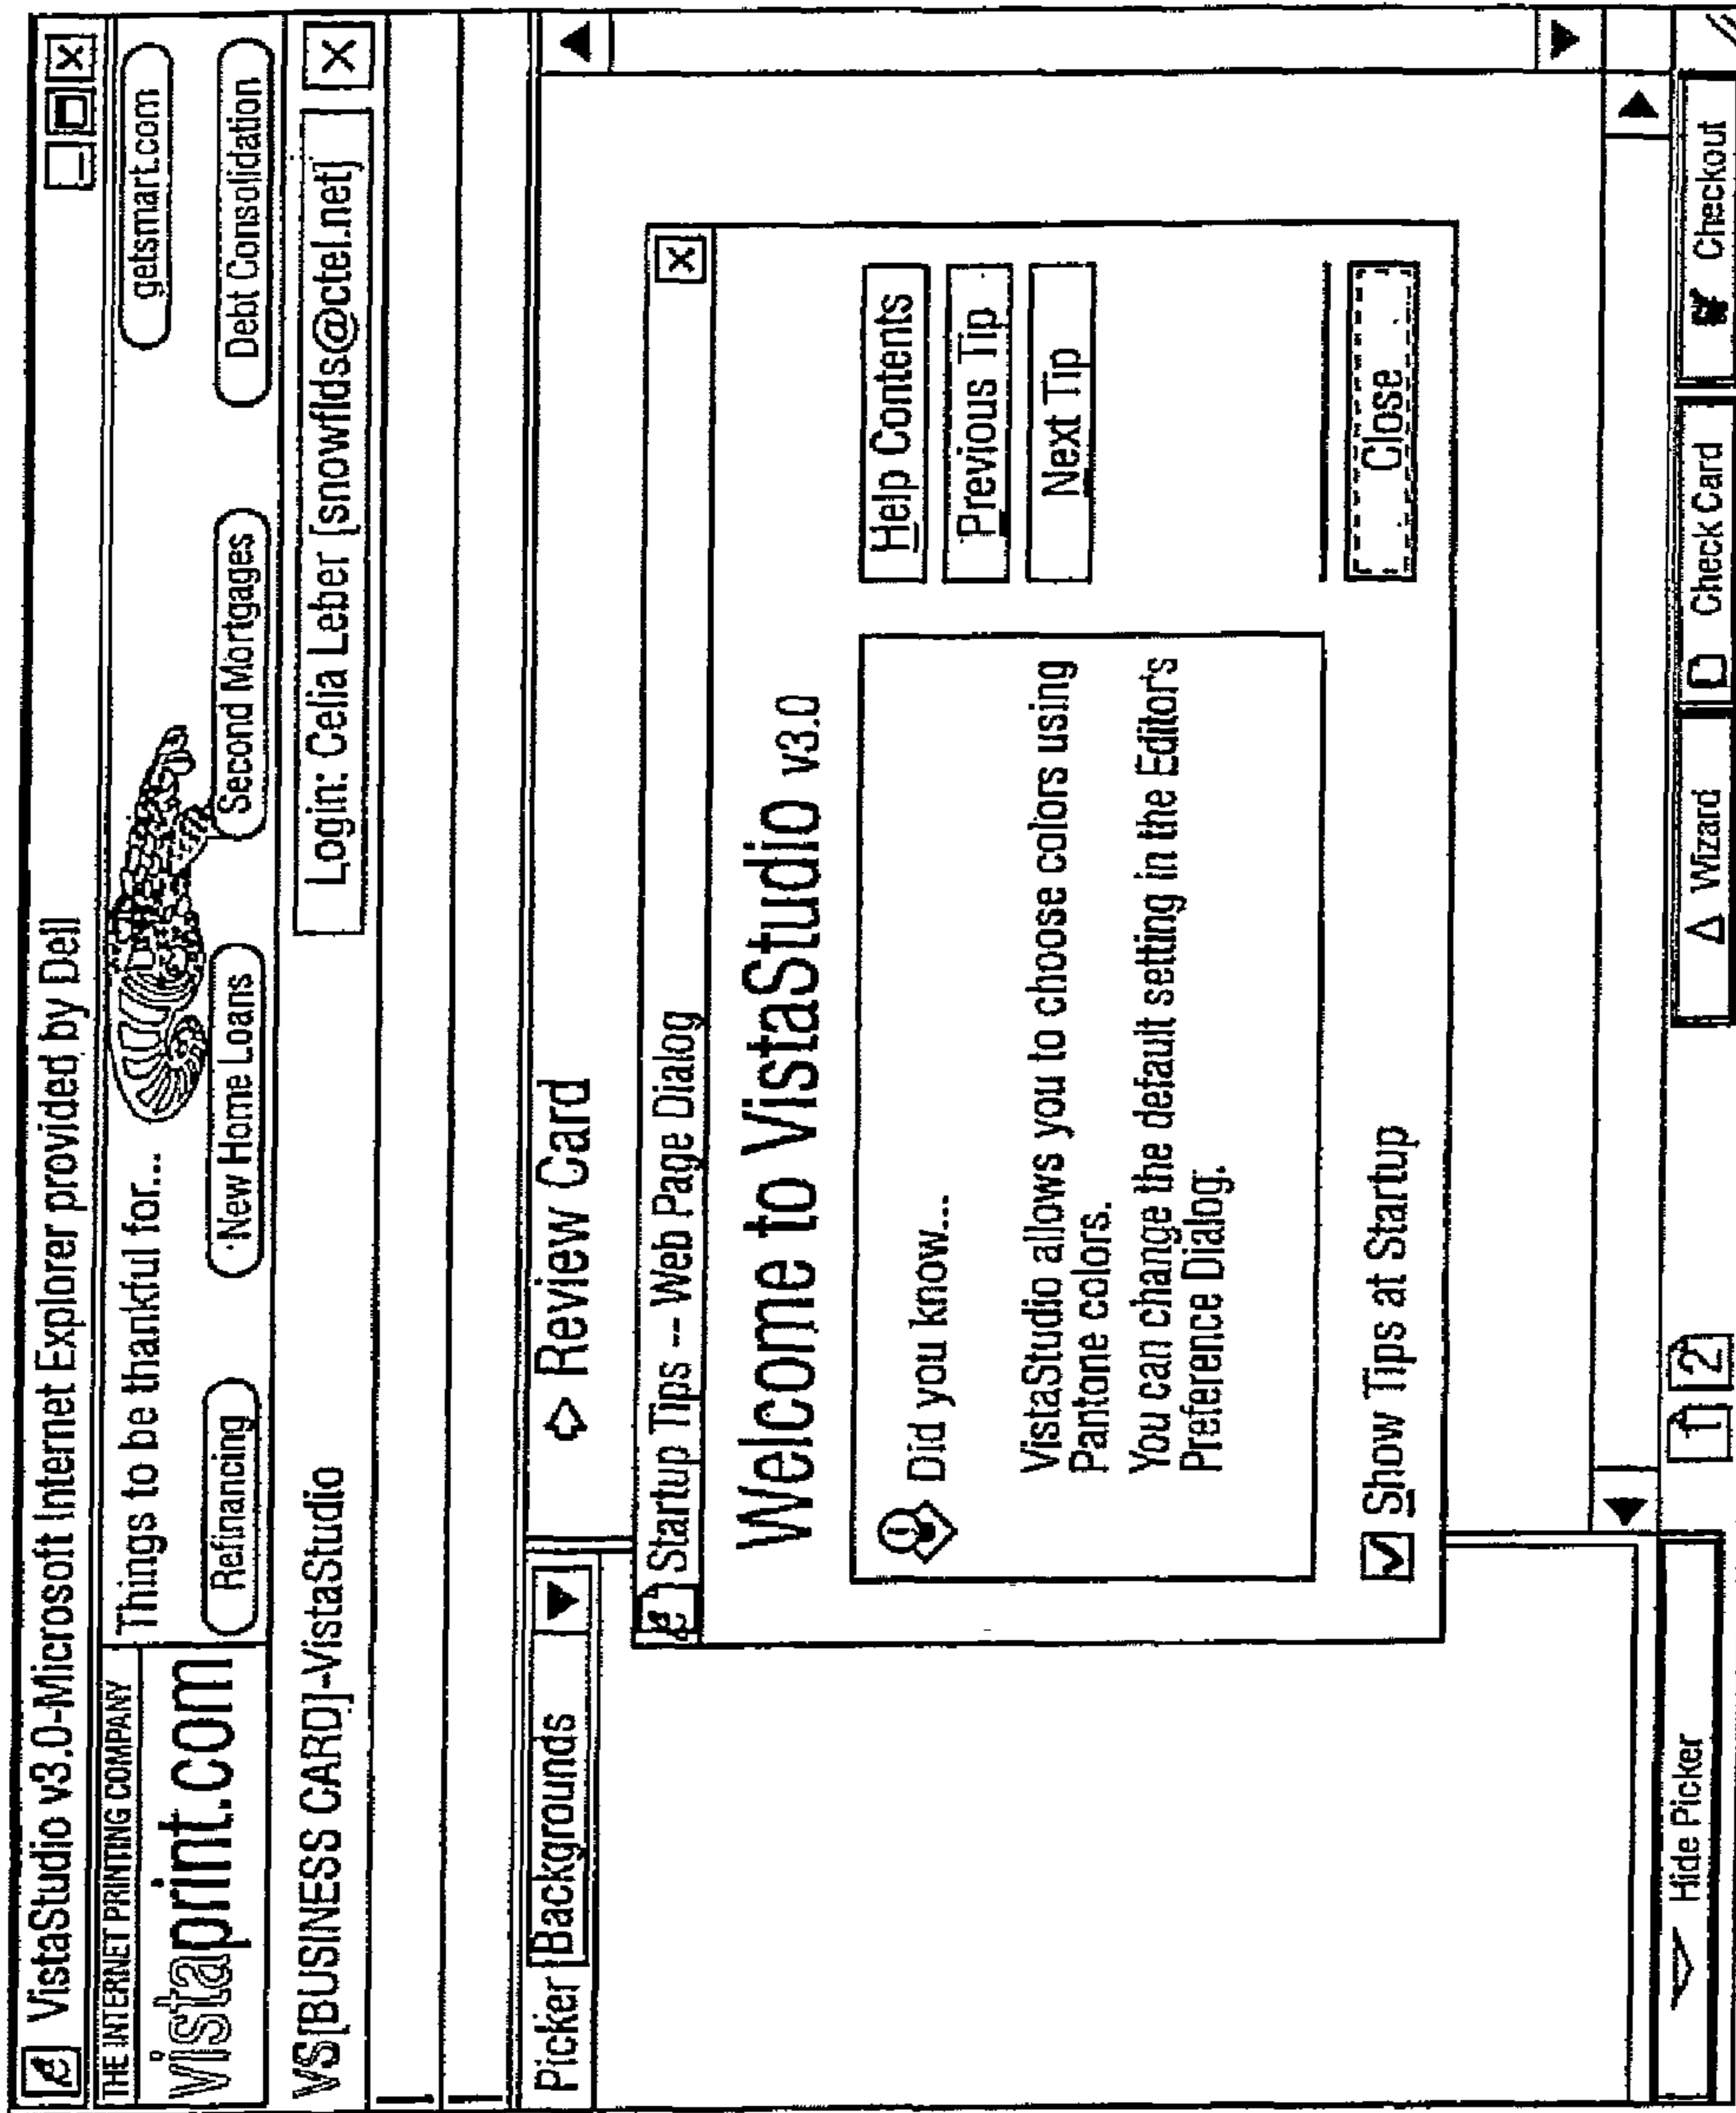 VistaStudio v3.0-Microsoft Internet Explorer provided by Dell
THE INTERNET PRINTING COMPANY
vistaprint.com
Things to be thankful for...
getsmart.com
Refinancing
New Home Loans
Second Mortgages
Debt Consolidation
VS[BUSINESS CARD]-VistaStudio
Login: Celia Leber [snowflds@ctel.net]
Picker Backgrounds
Review Card
Startup Tips -- Web Page Dialog
Welcome to VistaStudio v3.0
Did you know...
VistaStudio allows you to choose colors using
Pantone colors.
You can change the default setting in the Editor's
Preference Dialog.
Help Contents
Previous Tip
Next Tip
Show Tips at Startup
Close
Hide Picker
1 2
Wizard
Check Card
Checkout